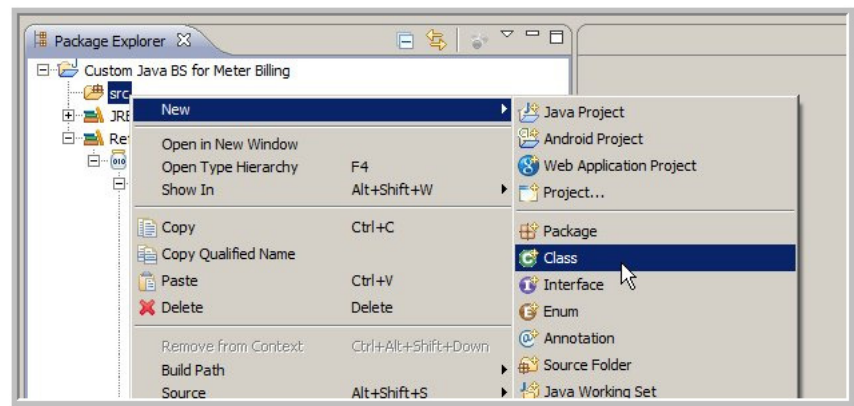 Package Explorer
Custom Java BS for Meter Billing
src
JRE
Re
010
New
Open in New Window
Open Type Hierarchy F4
Show In Alt+Shift+W
Copy Ctrl+C
Copy Qualified Name
Paste Ctrl+V
Delete Delete
Remove from Context Ctrl+Alt+Shift+Down
Build Path
Source Alt+Shift+S
Java Project
Android Project
Web Application Project
Project...
Package
Class
Interface
Enum
Annotation
Source Folder
Java Working Set